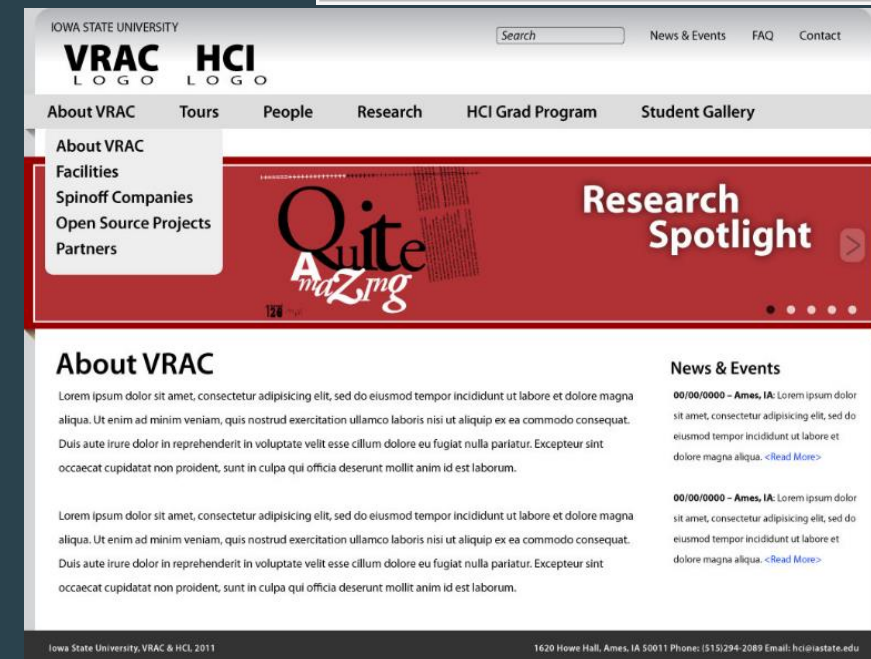 IOWA STATE UNIVERSITY
VRAC HCI
LOGO LOGO
Search
News & Events FAQ Contact
About VRAC Tours People Research HCI Grad Program Student Gallery
About VRAC
Facilities
Spinoff Companies
Open Source Projects
Partners
Quite
Amazing
126
Research
Spotlight
>
About VRAC
Lorem ipsum dolor sit amet, consectetur adipisicing elit, sed do eiusmod tempor incididunt ut labore et dolore magna
aliqua. Ut enim ad minim veniam, quis nostrud exercitation ullamco laboris nisi ut aliquip ex ea commodo consequat.
Duis aute irure dolor in reprehenderit in voluptate velit esse cillum dolore eu fugiat nulla pariatur. Excepteur sint
occaecat cupidatat non proident, sunt in culpa qui officia deserunt mollit anim id est laborum.
Lorem ipsum dolor sit amet, consectetur adipisicing elit, sed do eiusmod tempor incididunt ut labore et dolore magna
aliqua. Ut enim ad minim veniam, quis nostrud exercitation ullamco laboris nisi ut aliquip ex ea commodo consequat.
Duis aute irure dolor in reprehenderit in voluptate velit esse cillum dolore eu fugiat nulla pariatur. Excepteur sint
occaecat cupidatat non proident, sunt in culpa qui officia deserunt mollit anim id est laborum.
News & Events
00/00/0000 – Ames, IA: Lorem ipsum dolor
sit amet, consectetur adipisicing elit, sed do
eiusmod tempor incididunt ut labore et
dolore magna aliqua. <Read More>
00/00/0000 – Ames, IA: Lorem ipsum dolor
sit amet, consectetur adipisicing elit, sed do
eiusmod tempor incididunt ut labore et
dolore magna aliqua. <Read More>
Iowa State University, VRAC & HCI, 2011
1620 Howe Hall, Ames, IA 50011 Phone: (515)294-2089 Email: hci@iastate.edu